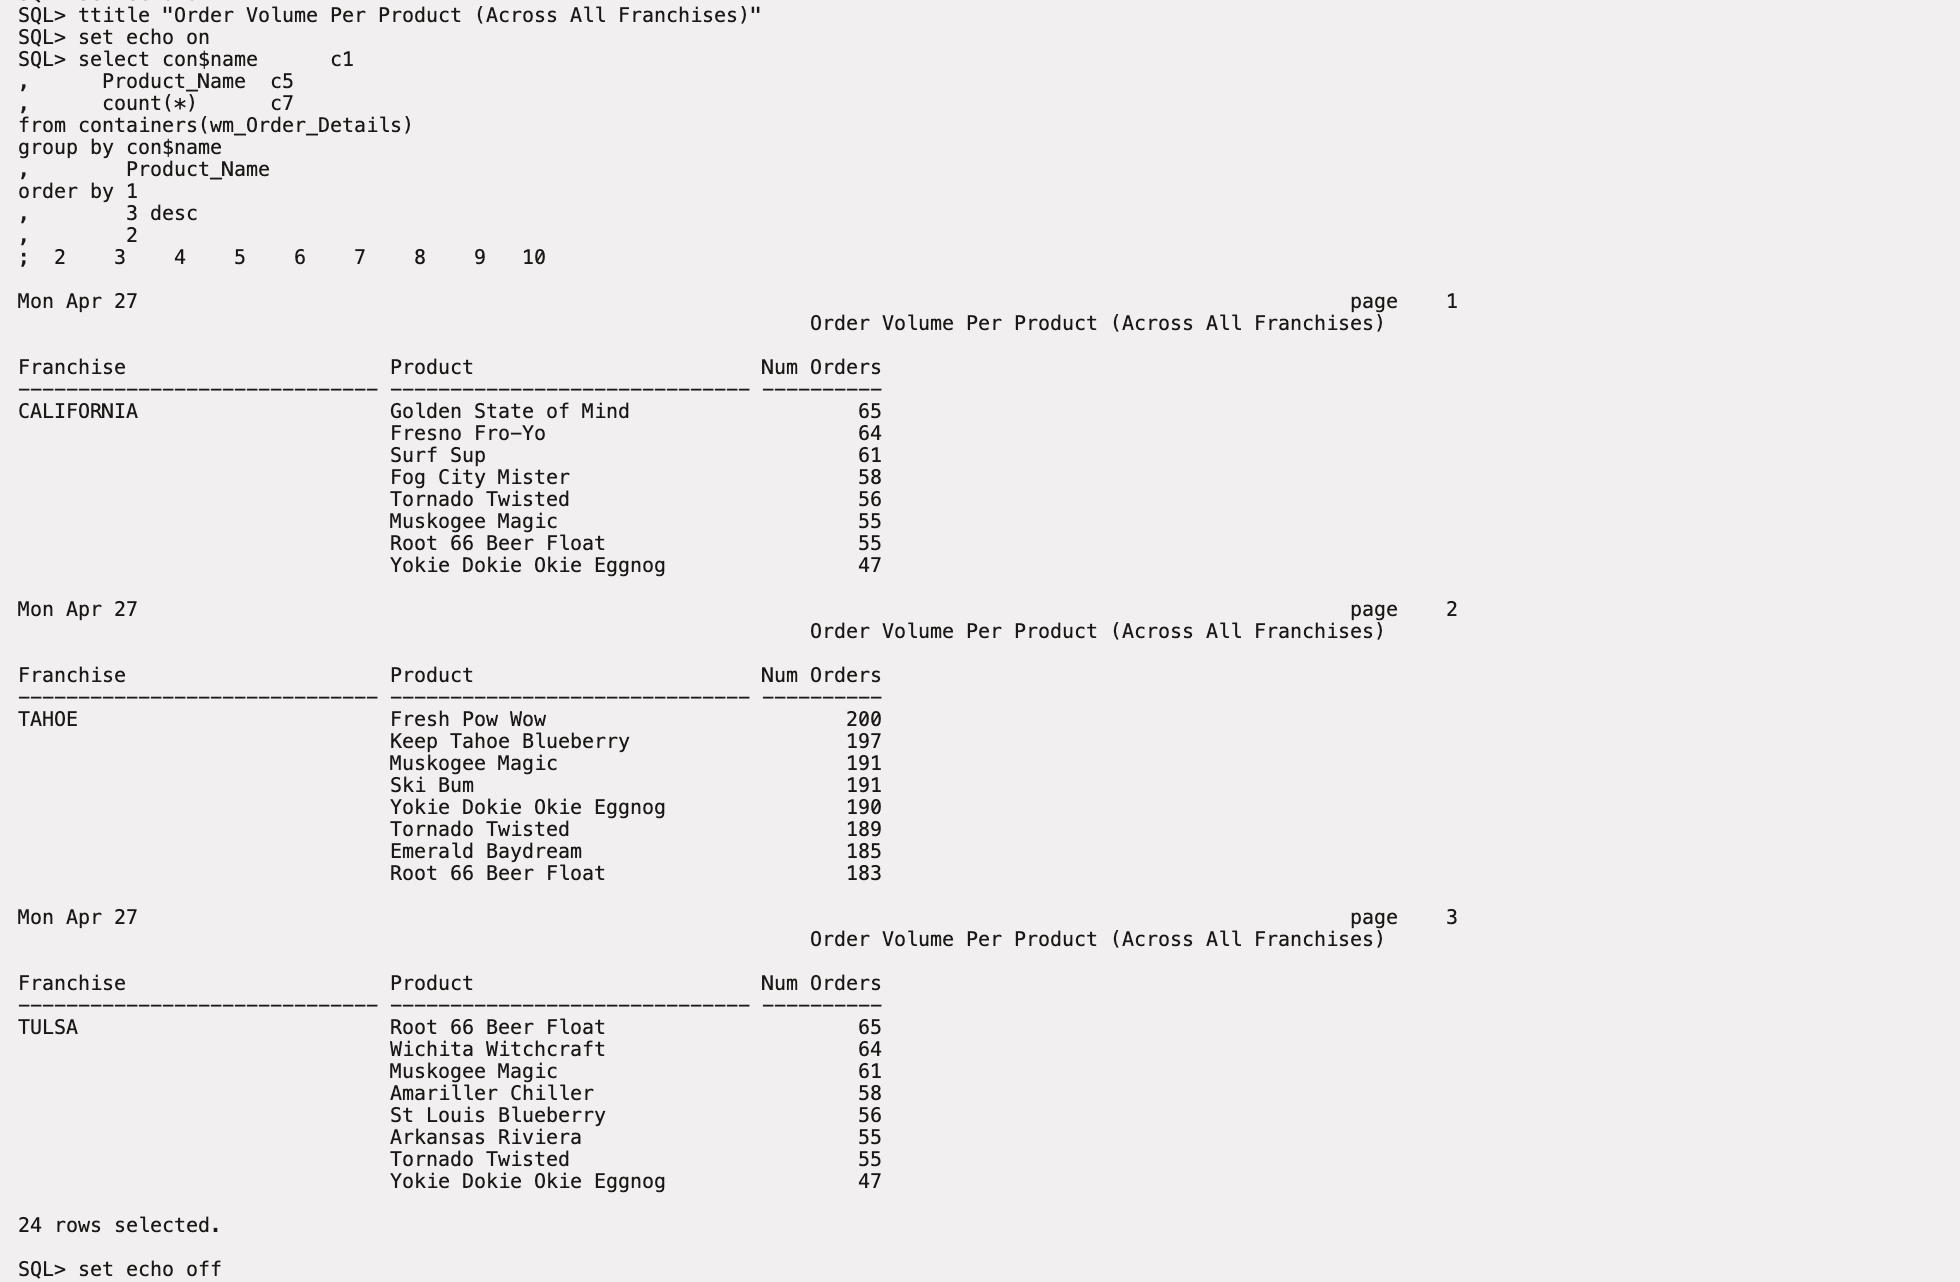 SQL> ttitle "Order Volume Per Product (Across All Franchises)"
SQL> set echo on
SQL> select con$name      c1
,      Product_Name  c5
,      count(*)      c7
from containers(wm_Order_Details)
group by con$name
,        Product_Name
order by 1
,        3 desc
,        2
;  2    3    4    5    6    7    8    9   10
Mon Apr 27 page    1
Order Volume Per Product (Across All Franchises)
Franchise Product Num Orders
------------------------------ ------------------------------ ----------
CALIFORNIA Golden State of Mind 65
Fresno Fro-Yo 64
Surf Sup 61
Fog City Mister 58
Tornado Twisted 56
Muskogee Magic 55
Root 66 Beer Float 55
Yokie Dokie Okie Eggnog 47
Mon Apr 27 page    2
Order Volume Per Product (Across All Franchises)
Franchise Product Num Orders
------------------------------ ------------------------------ ----------
TAHOE Fresh Pow Wow 200
Keep Tahoe Blueberry 197
Muskogee Magic 191
Ski Bum 191
Yokie Dokie Okie Eggnog 190
Tornado Twisted 189
Emerald Baydream 185
Root 66 Beer Float 183
Mon Apr 27 page    3
Order Volume Per Product (Across All Franchises)
Franchise Product Num Orders
------------------------------ ------------------------------ ----------
TULSA Root 66 Beer Float 65
Wichita Witchcraft 64
Muskogee Magic 61
Amariller Chiller 58
St Louis Blueberry 56
Arkansas Riviera 55
Tornado Twisted 55
Yokie Dokie Okie Eggnog 47
24 rows selected.
SQL> set echo off